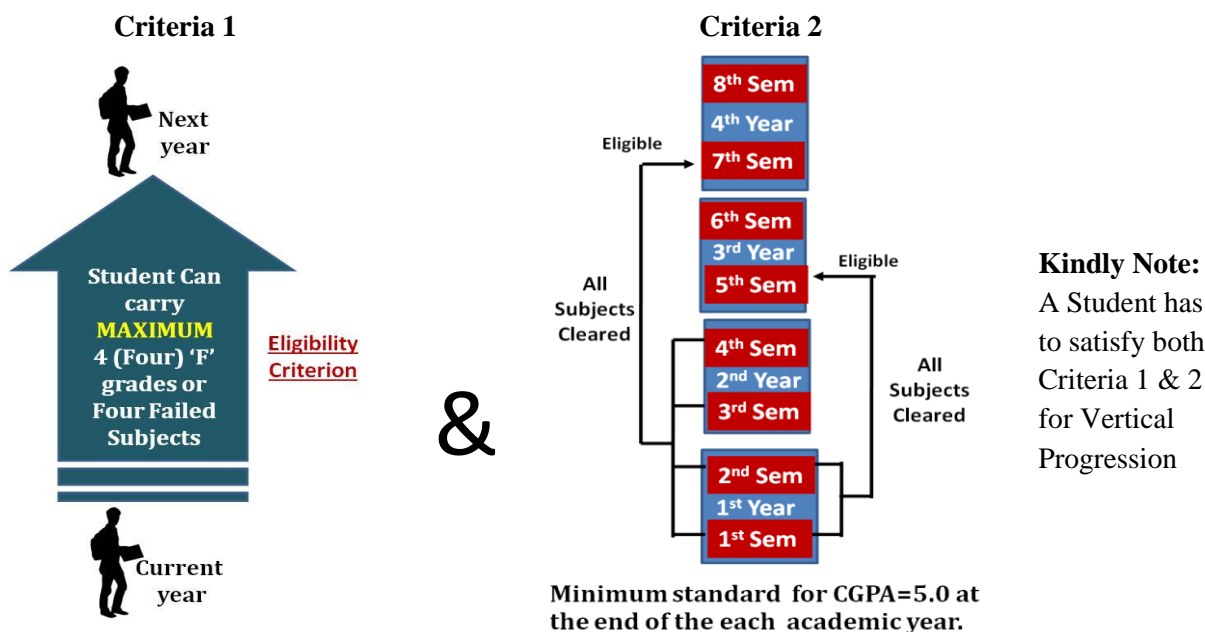 Criteria 1
Next
year
Student Can
carry
MAXIMUM
4 (Four) ‘F’
grades or
Four Failed
Subjects
Eligibility
Criterion
Current
year
&
Criteria 2
8th Sem
4th Year
7th Sem
Eligible
6th Sem
3rd Year
5th Sem
Eligible
All
Subjects
Cleared
4th Sem
2nd Year
3rd Sem
All
Subjects
Cleared
2nd Sem
1st Year
1st Sem
Minimum standard for CGPA=5.0 at
the end of the each academic year.
Kindly Note:
A Student has
to satisfy both
Criteria 1 & 2
for Vertical
Progression